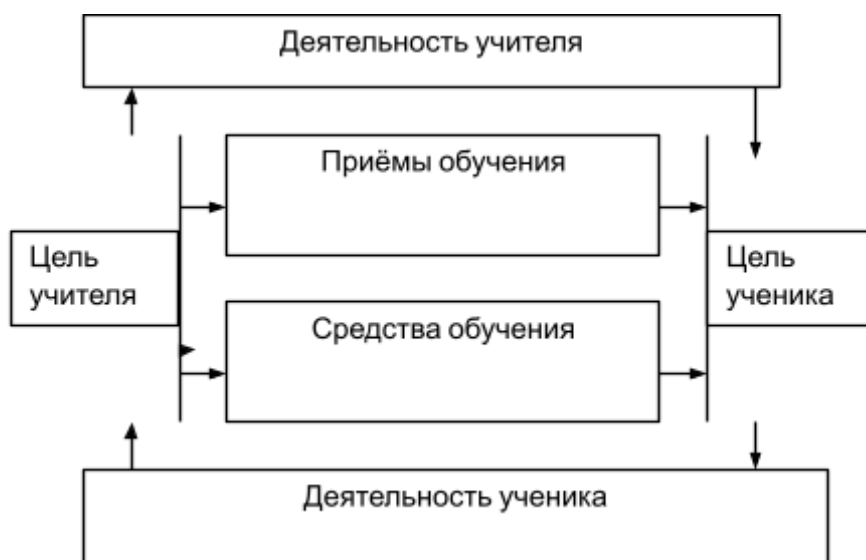 Деятельность учителя
Приёмы обучения
Цель
учителя
Цель
ученика
Средства обучения
Деятельность ученика